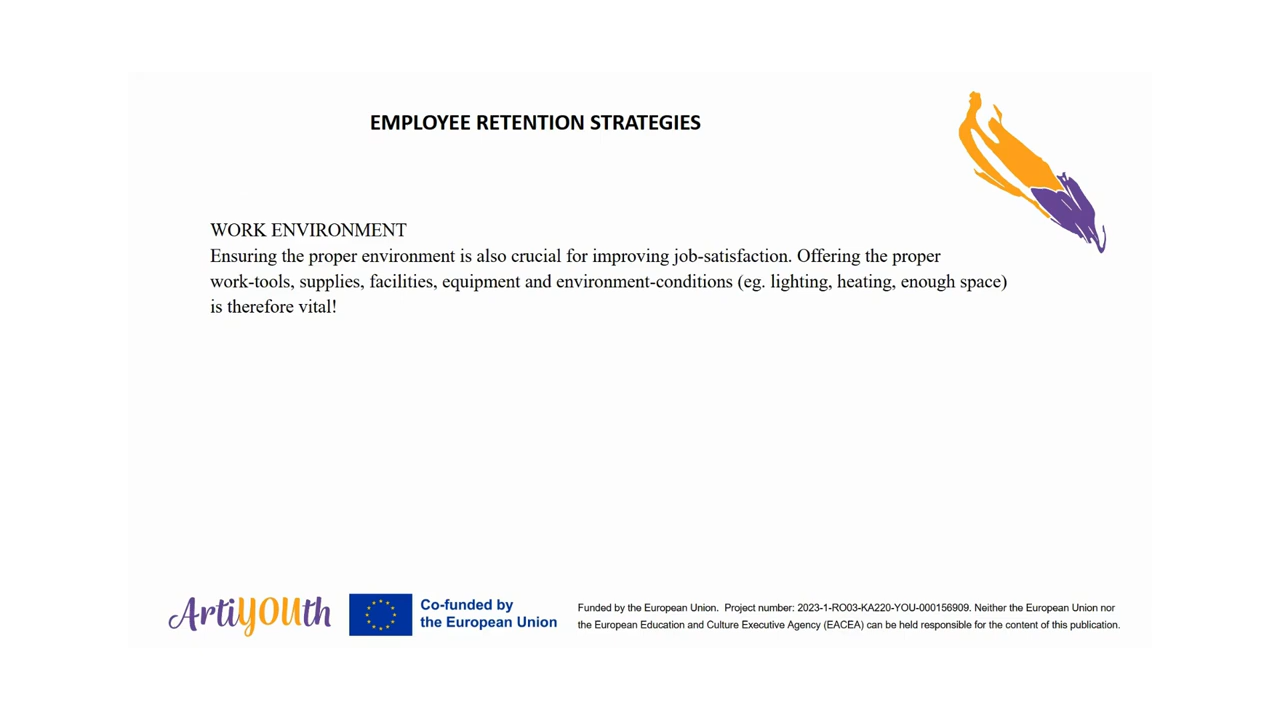 EMPLOYEE RETENTION STRATEGIES
WORK ENVIRONMENT
Ensuring the proper environment is also crucial for improving job-satisfaction. Offering the proper
work-tools, supplies, facilities, equipment and environment-conditions (eg. lighting, heating, enough space)
is therefore vital!
ArtiYOUth
Co-funded by
the European Union
Funded by the European Union. Project number: 2023-1-RO03-KA220-YOU-000156909. Neither the European Union nor
the European Education and Culture Executive Agency (EACEA) can be held responsible for the content of this publication.